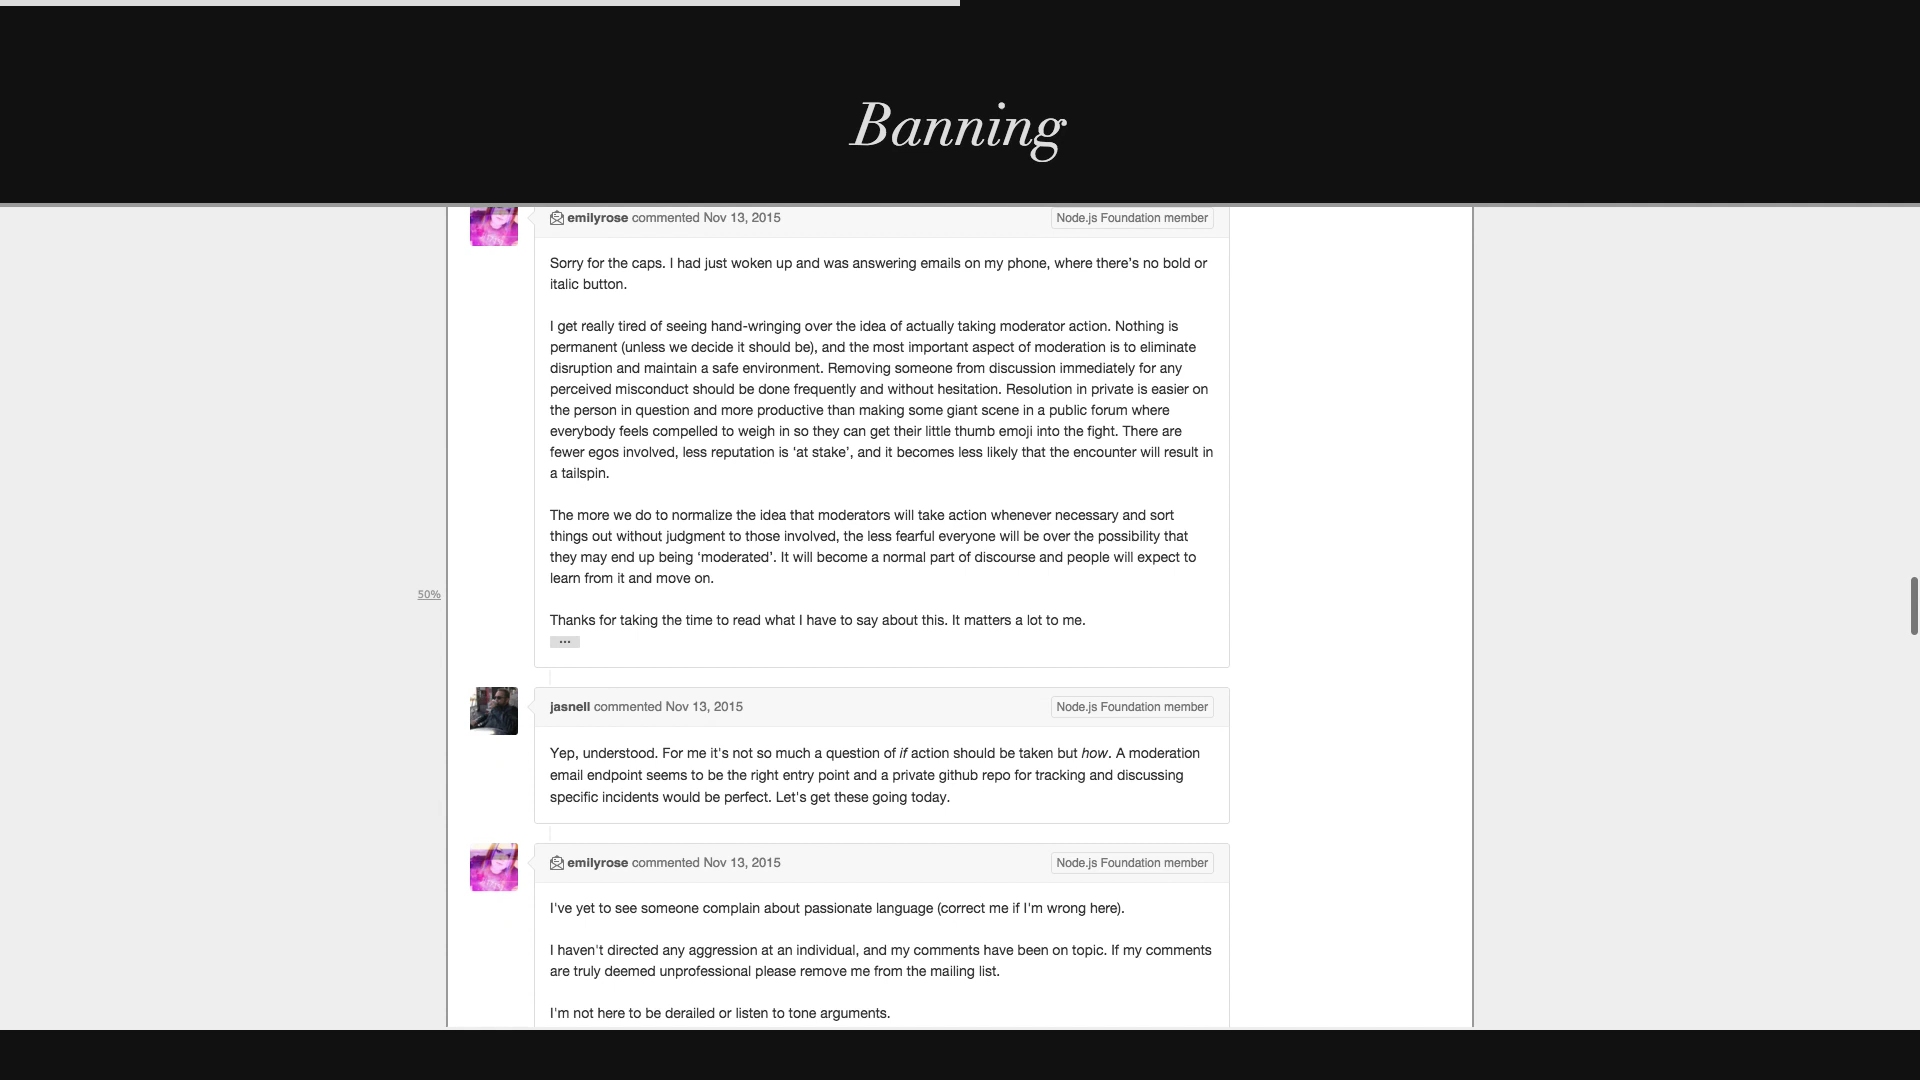 Banning
emilyrose commented Nov 13, 2015
Node.js Foundation member
Sorry for the caps. I had just woken up and was answering emails on my phone, where there's no bold or
italic button.
I get really tired of seeing hand-wringing over the idea of actually taking moderator action. Nothing is
permanent (unless we decide it should be), and the most important aspect of moderation is to eliminate
disruption and maintain a safe environment. Removing someone from discussion immediately for any
perceived misconduct should be done frequently and without hesitation. Resolution in private is easier on
the person in question and more productive than making some giant scene in a public forum where
everybody feels compelled to weigh in so they can get their little thumb emoji into the fight. There are
fewer egos involved, less reputation is 'at stake’, and it becomes less likely that the encounter will result in
a tailspin.
The more we do to normalize the idea that moderators will take action whenever necessary and sort
things out without judgment to those involved, the less fearful everyone will be over the possibility that
they may end up being ‘moderated’. It will become a normal part of discourse and people will expect to
learn from it and move on.
50%
Thanks for taking the time to read what I have to say about this. It matters a lot to me.
...
jasnell commented Nov 13, 2015
Node.js Foundation member
Yep, understood. For me it's not so much a question of if action should be taken but how. A moderation
email endpoint seems to be the right entry point and a private github repo for tracking and discussing
specific incidents would be perfect. Let's get these going today.
emilyrose commented Nov 13, 2015
Node.js Foundation member
I've yet to see someone complain about passionate language (correct me if I'm wrong here).
I haven't directed any aggression at an individual, and my comments have been on topic. If my comments
are truly deemed unprofessional please remove me from the mailing list.
I'm not here to be derailed or listen to tone arguments.